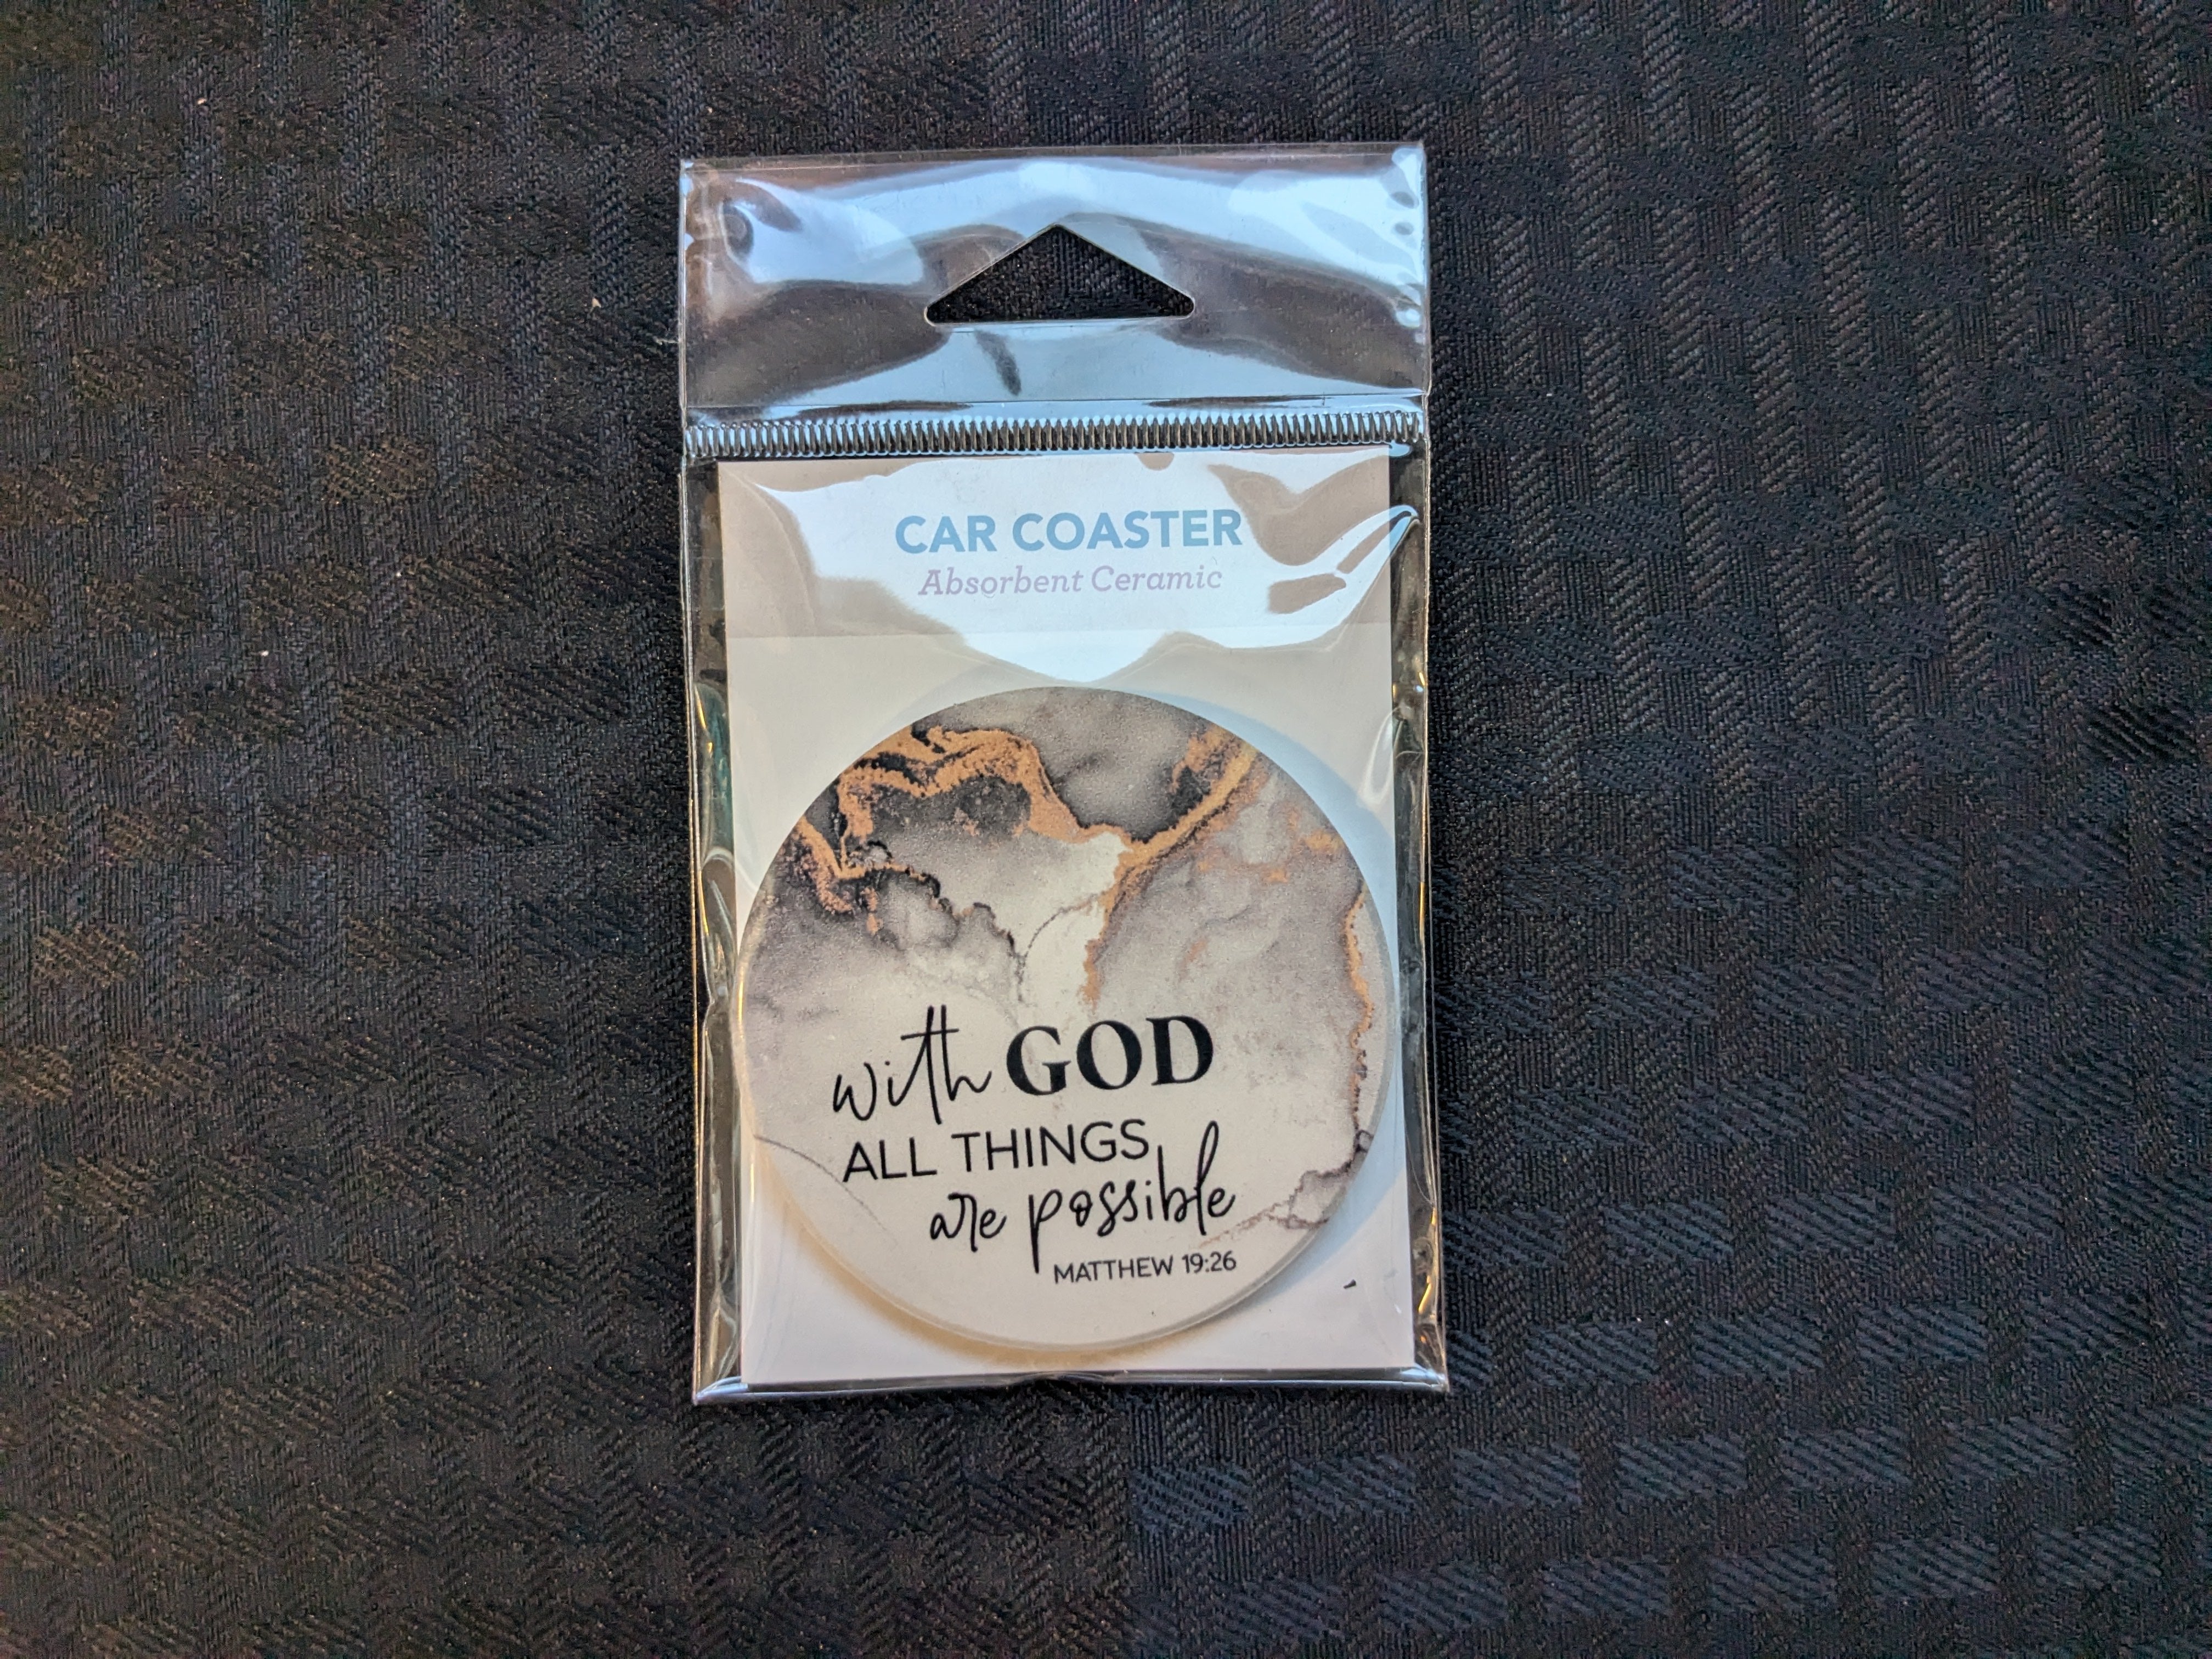 CAR COASTER
Absorbent Ceramic
with GOD
ALL THINGS
are possible
MATTHEW 19:26